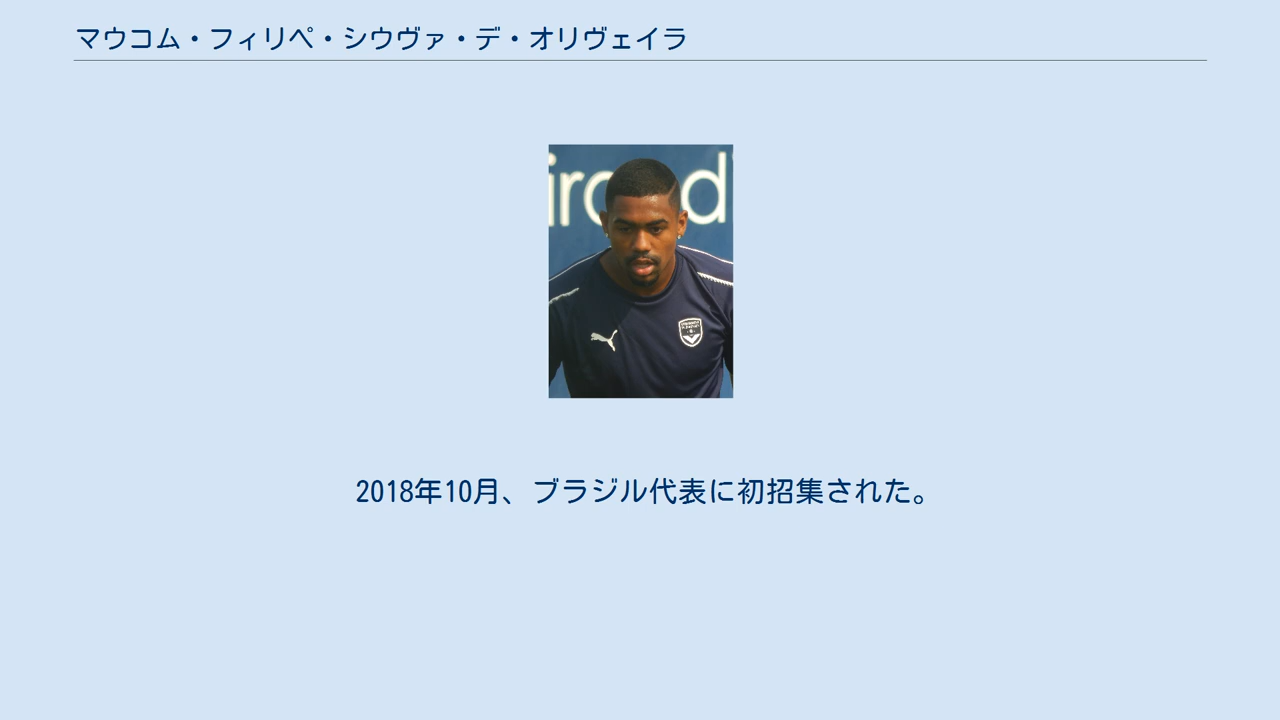 マウコム・フィリペ・シウヴァ・デ・オリヴェイラ
2018年10月、ブラジル代表に初招集された。